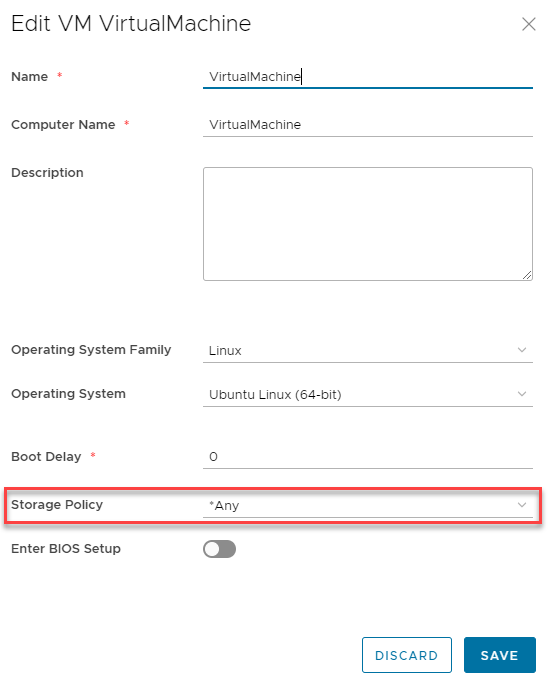 Edit VM VirtualMachine
Name * VirtualMachine
Computer Name * VirtualMachine
Description
Operating System Family Linux
Operating System Ubuntu Linux (64-bit)
Boot Delay * 0
Storage Policy *Any
Enter BIOS Setup
DISCARD SAVE